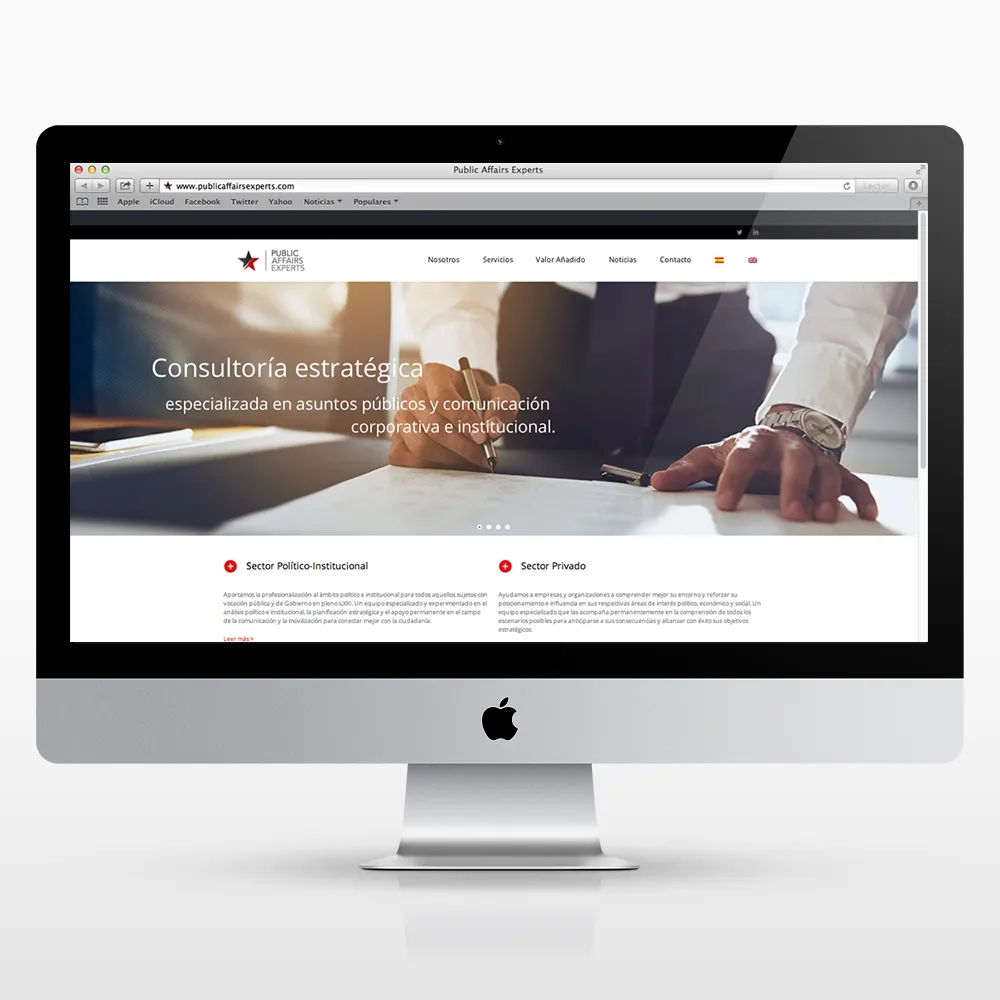 Public Affairs Experts
www.publicaffairsexperts.com
Lector
Apple iCloud Facebook Twitter Yahoo Noticias Populares
PUBLIC
AFFAIRS
EXPERTS
Nosotros Servicios Valor Añadido Noticias Contacto
Consultoría estratégica
especializada en asuntos públicos y comunicación
corporativa e institucional.
Sector Político-Institucional
Aportamos la profesionalización al ámbito político e institucional para todos aquellos sujetos con
vocación pública y de Gobierno en pleno s.XXI. Un equipo especializado y experimentado en el
análisis político e institucional, la planificación estratégica y el apoyo permanente en el campo
de la comunicación y la movilización para conectar mejor con la ciudadanía.
Leer más »
Sector Privado
Ayudamos a empresas y organizaciones a comprender mejor su entorno y reforzar su
posicionamiento e influencia en sus respectivas áreas de interés político, económico y social. Un
equipo especializado que las acompaña permanentemente en la comprensión de todos los
escenarios posibles para anticiparse a sus consecuencias y alcanzar con éxito sus objetivos
estratégicos.